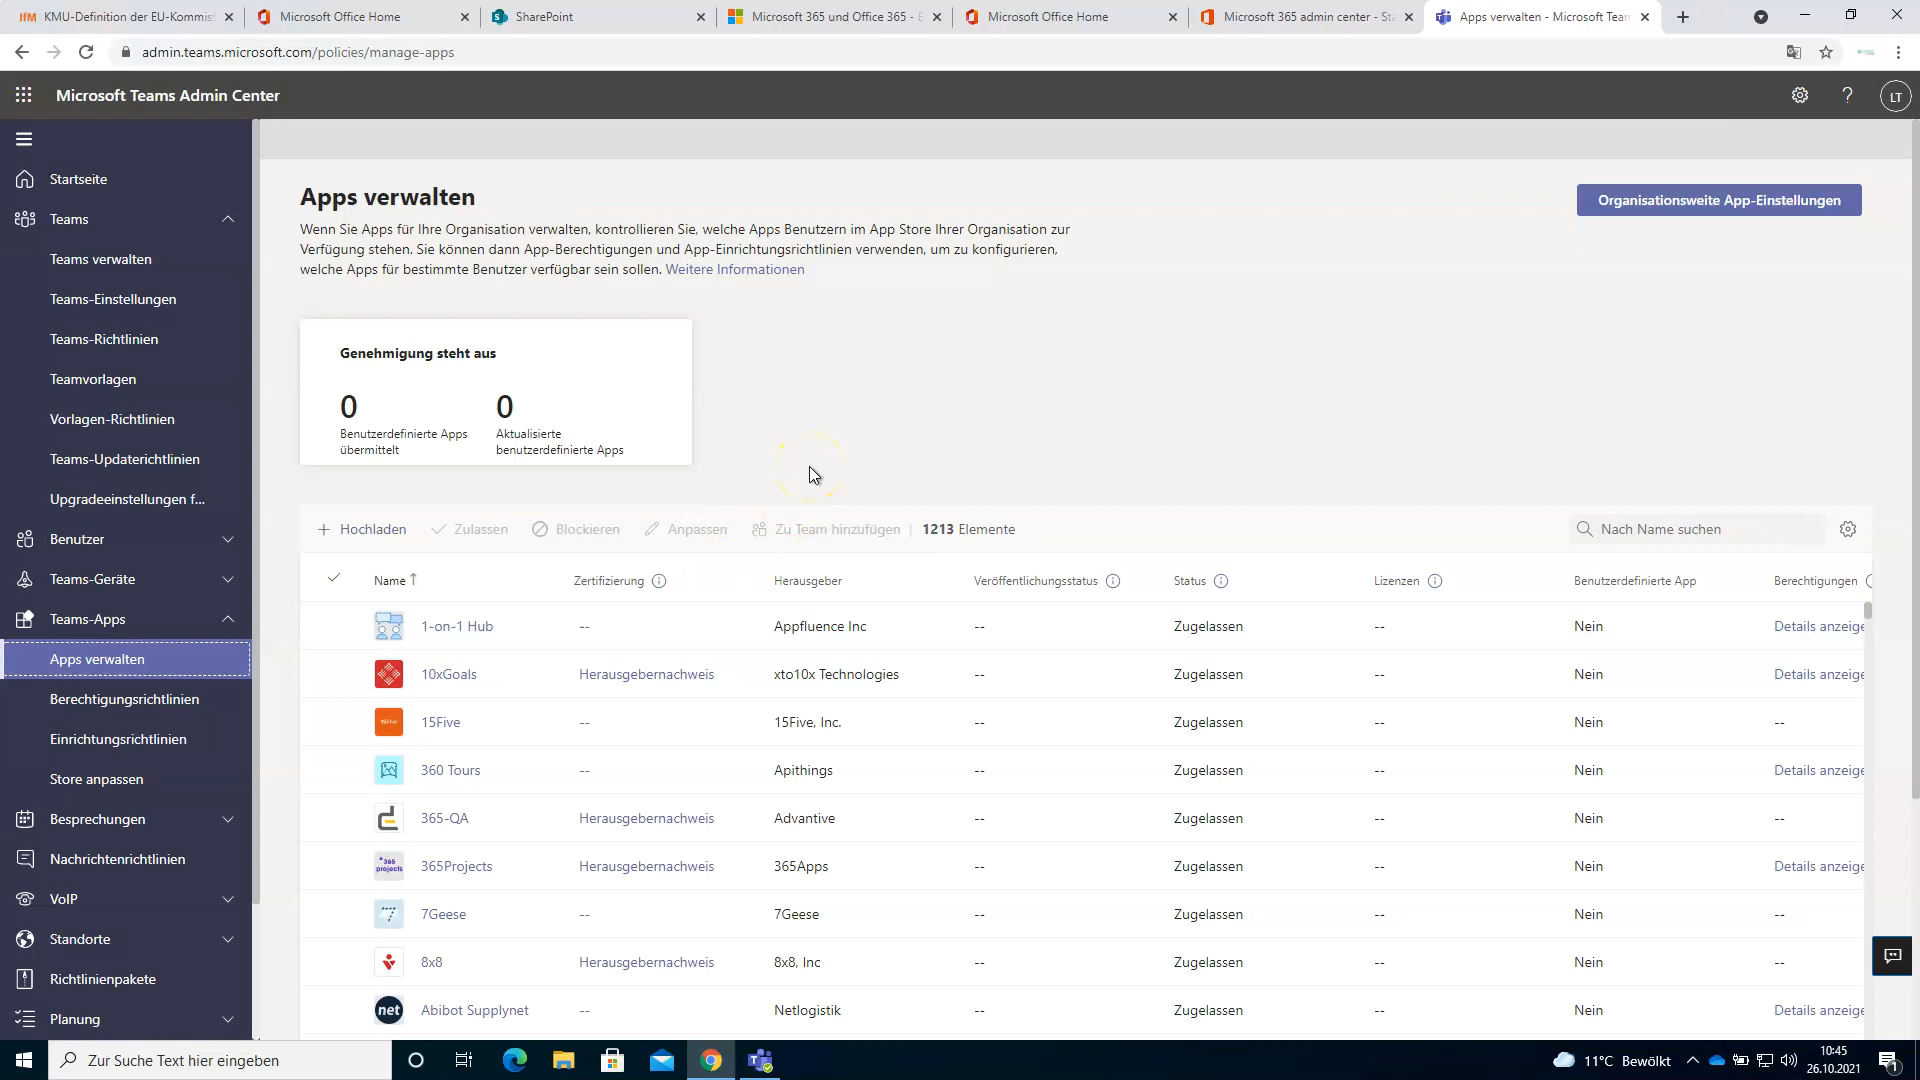 KMU-Definition der EU-Kommiss
Microsoft Office Home
SharePoint
Microsoft 365 und Office 365 - E
Microsoft Office Home
Microsoft 365 admin center - Sta
Apps verwalten - Microsoft Team
admin.teams.microsoft.com/policies/manage-apps
Microsoft Teams Admin Center
LT
Startseite
Teams
Teams verwalten
Teams-Einstellungen
Teams-Richtlinien
Teamvorlagen
Vorlagen-Richtlinien
Teams-Updaterichtlinien
Upgradeeinstellungen f...
Benutzer
Teams-Geräte
Teams-Apps
Apps verwalten
Berechtigungsrichtlinien
Einrichtungsrichtlinien
Store anpassen
Besprechungen
Nachrichtenrichtlinien
VoIP
Standorte
Richtlinienpakete
Planung
Apps verwalten
Organisationsweite App-Einstellungen
Wenn Sie Apps für Ihre Organisation verwalten, kontrollieren Sie, welche Apps Benutzern im App Store Ihrer Organisation zur
Verfügung stehen. Sie können dann App-Berechtigungen und App-Einrichtungsrichtlinien verwenden, um zu konfigurieren,
welche Apps für bestimmte Benutzer verfügbar sein sollen. Weitere Informationen
Genehmigung steht aus
0 0
Benutzerdefinierte Apps Aktualisierte
übermittelt benutzerdefinierte Apps
Hochladen Zulassen Blockieren Anpassen Zu Team hinzufügen | 1213 Elemente Nach Name suchen
Name Zertifizierung Herausgeber Veröffentlichungsstatus Status Lizenzen Benutzerdefinierte App Berechtigungen
1-on-1 Hub -- Appfluence Inc -- Zugelassen -- Nein Details anzeige
10xGoals Herausgebernachweis xto10x Technologies -- Zugelassen -- Nein Details anzeige
15Five -- 15Five, Inc. -- Zugelassen -- Nein --
360 Tours -- Apithings -- Zugelassen -- Nein Details anzeige
365-QA Herausgebernachweis Advantive -- Zugelassen -- Nein --
365Projects Herausgebernachweis 365Apps -- Zugelassen -- Nein Details anzeige
7Geese -- 7Geese -- Zugelassen -- Nein --
8x8 Herausgebernachweis 8x8, Inc -- Zugelassen -- Nein --
net Abibot Supplynet -- Netlogistik -- Zugelassen -- Nein Details anzeige
Zur Suche Text hier eingeben
11°C Bewölkt
10:45
26.10.2021